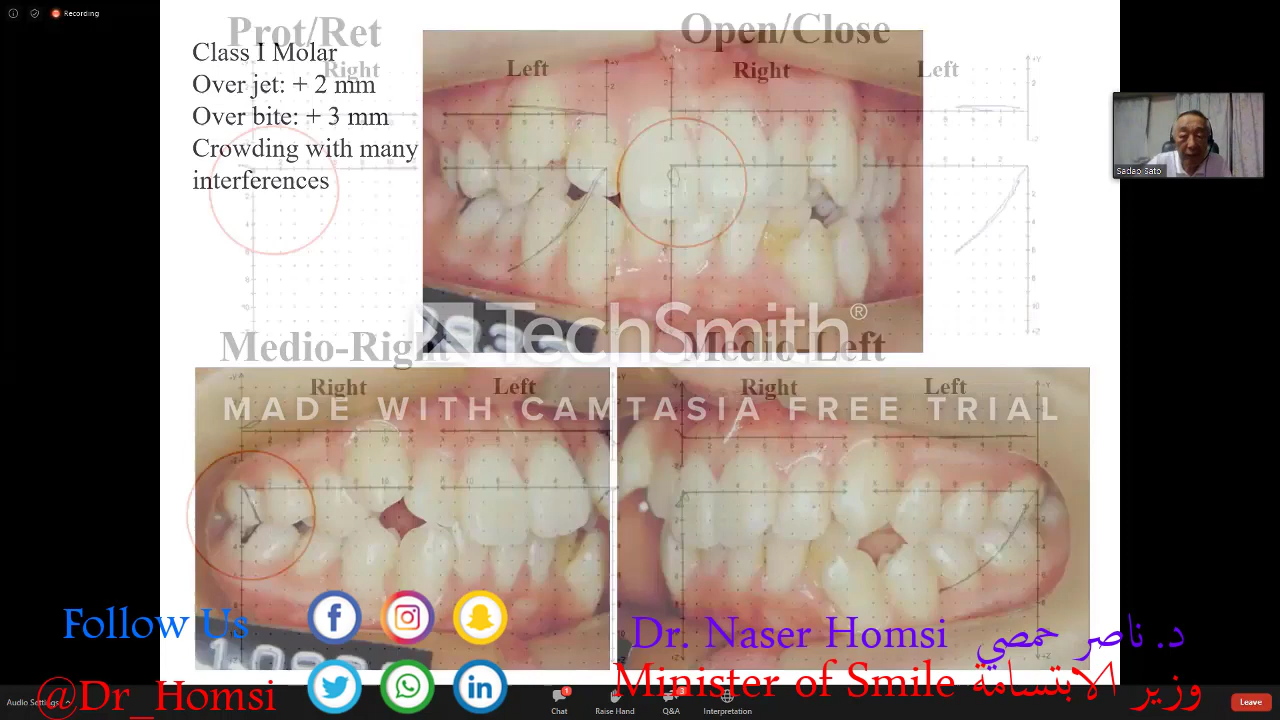 Recording
Prot/Ret
Open/Close
Class I Molar
Over jet: + 2 mm
Over bite: + 3 mm
Crowding with many
interferences
Right
Left
Right
Left
Sadao Sato
TechSmith®
Medio-Right
Medio-Left
Right
Left
Right
Left
MADE WITH CAMTASIA FREE TRIAL
Follow Us
@Dr_Homsi
Dr. Naser Homsi د. ناصر حمصي
Minister of Smile وزير الابتسامة
Audio Settings
Chat
Raise Hand
Q&A
Interpretation
Leave